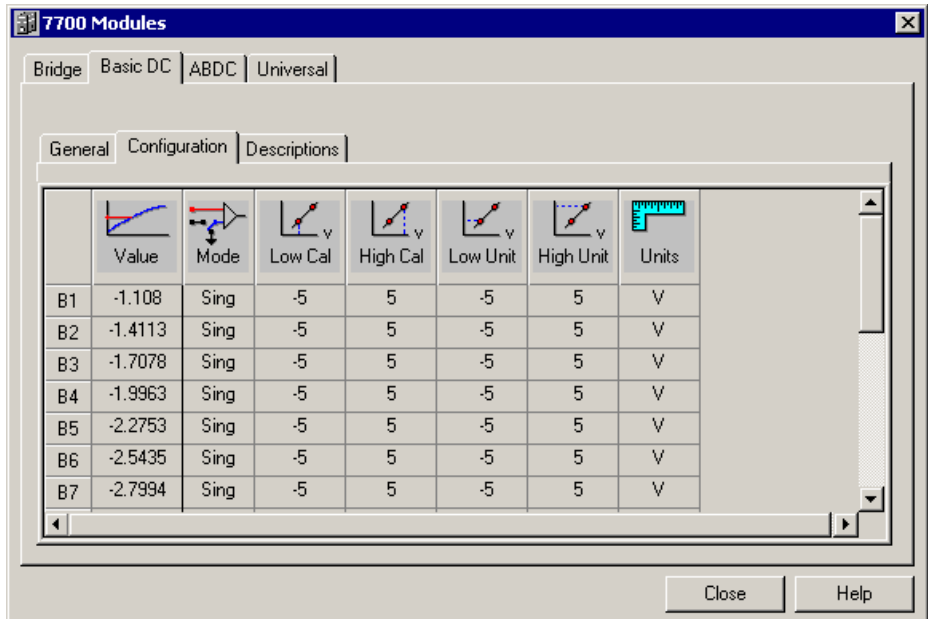 7700 Modules
Bridge Basic DC ABDC Universal
General Configuration Descriptions
Value Mode Low Cal High Cal Low Unit High Unit Units
B1 -1.108 Sing -5 5 -5 5 V
B2 -1.4113 Sing -5 5 -5 5 V
B3 -1.7078 Sing -5 5 -5 5 V
B4 -1.9963 Sing -5 5 -5 5 V
B5 -2.2753 Sing -5 5 -5 5 V
B6 -2.5435 Sing -5 5 -5 5 V
B7 -2.7994 Sing -5 5 -5 5 V
Close Help